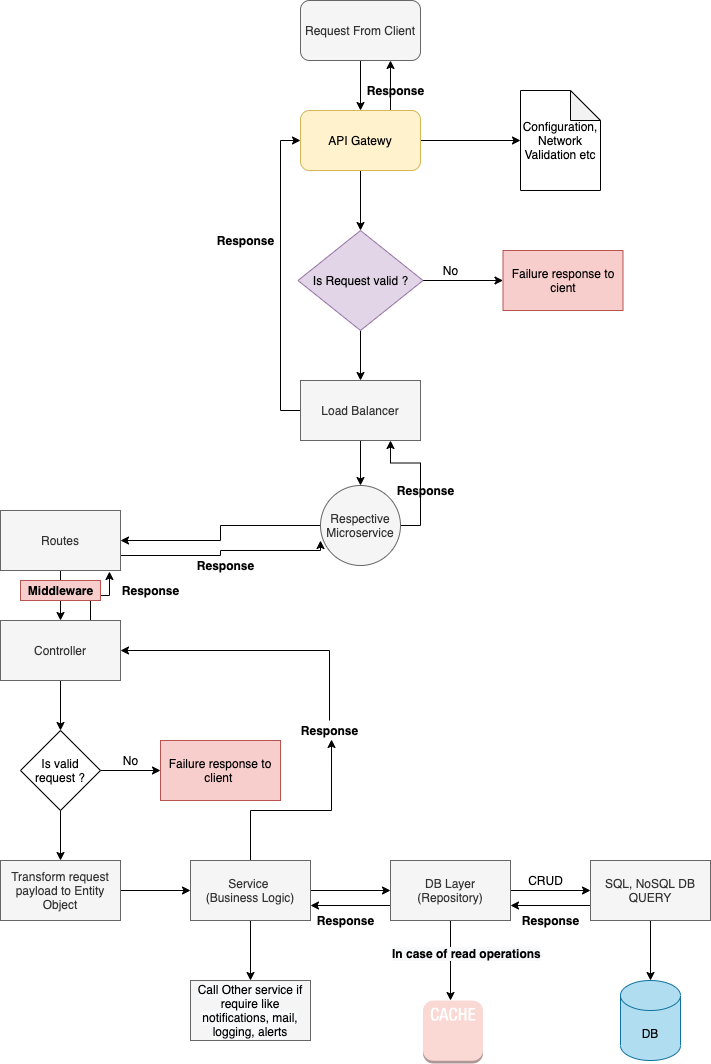 Request From Client
Response
API Gatewy
Configuration,
Network
Validation etc
Response
Is Request valid ?
No
Failure response to
cient
Load Balancer
Response
Respective
Microservice
Routes
Response
Middleware
Response
Controller
Response
Is valid
request ?
No
Failure response to
client
Transform request
payload to Entity
Object
Service
(Business Logic)
Response
DB Layer
(Repository)
CRUD
Response
SQL, NoSQL DB
QUERY
In case of read operations
Call Other service if
require like
notifications, mail,
logging, alerts
CACHE
DB